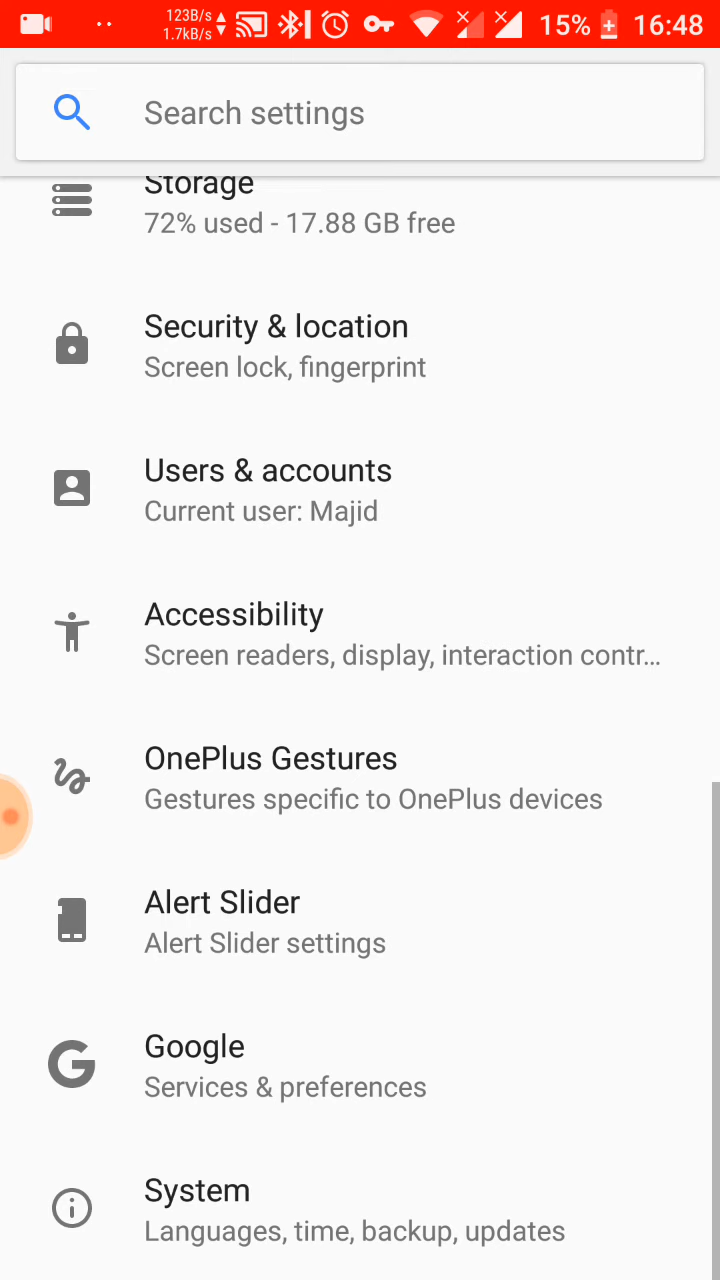 123B/s
1.7kB/s
15% 16:48
Search settings
Storage
72% used - 17.88 GB free
Security & location
Screen lock, fingerprint
Users & accounts
Current user: Majid
Accessibility
Screen readers, display, interaction contr...
OnePlus Gestures
Gestures specific to OnePlus devices
Alert Slider
Alert Slider settings
Google
Services & preferences
System
Languages, time, backup, updates